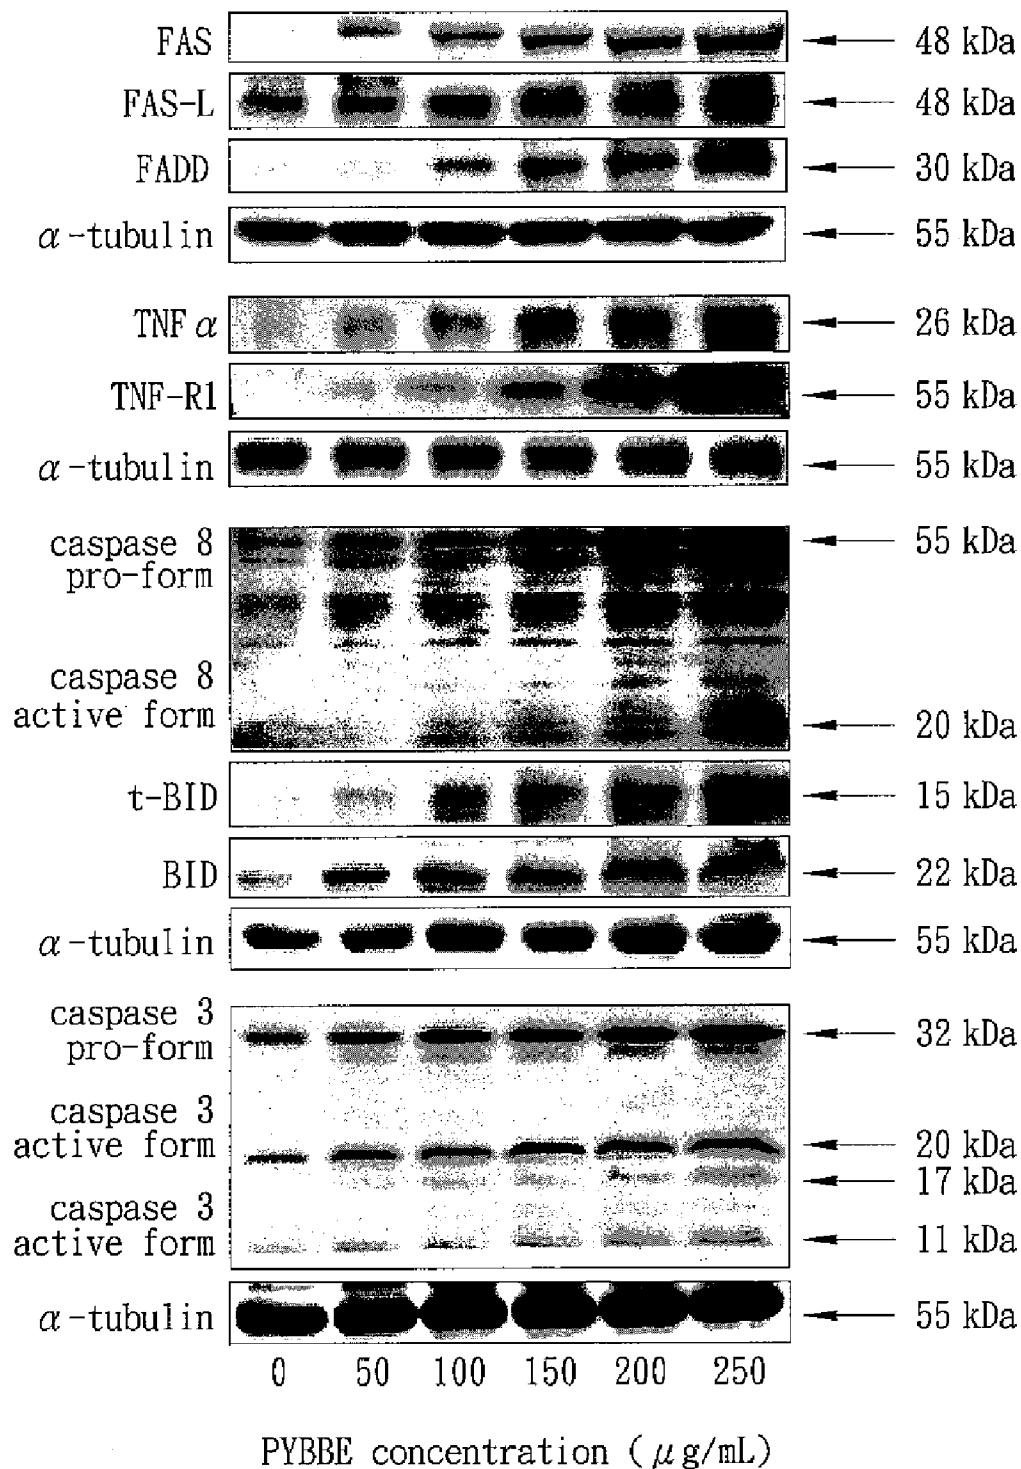 FAS 48 kDa
FAS-L 48 kDa
FADD 30 kDa
α-tubulin 55 kDa
TNF α 26 kDa
TNF-R1 55 kDa
α-tubulin 55 kDa
caspase 8 55 kDa
pro-form
caspase 8
active form 20 kDa
t-BID 15 kDa
BID 22 kDa
α-tubulin 55 kDa
caspase 3 32 kDa
pro-form
caspase 3
active form 20 kDa
17 kDa
caspase 3
active form 11 kDa
α-tubulin 55 kDa
0 50 100 150 200 250
PYBBE concentration (μg/mL)